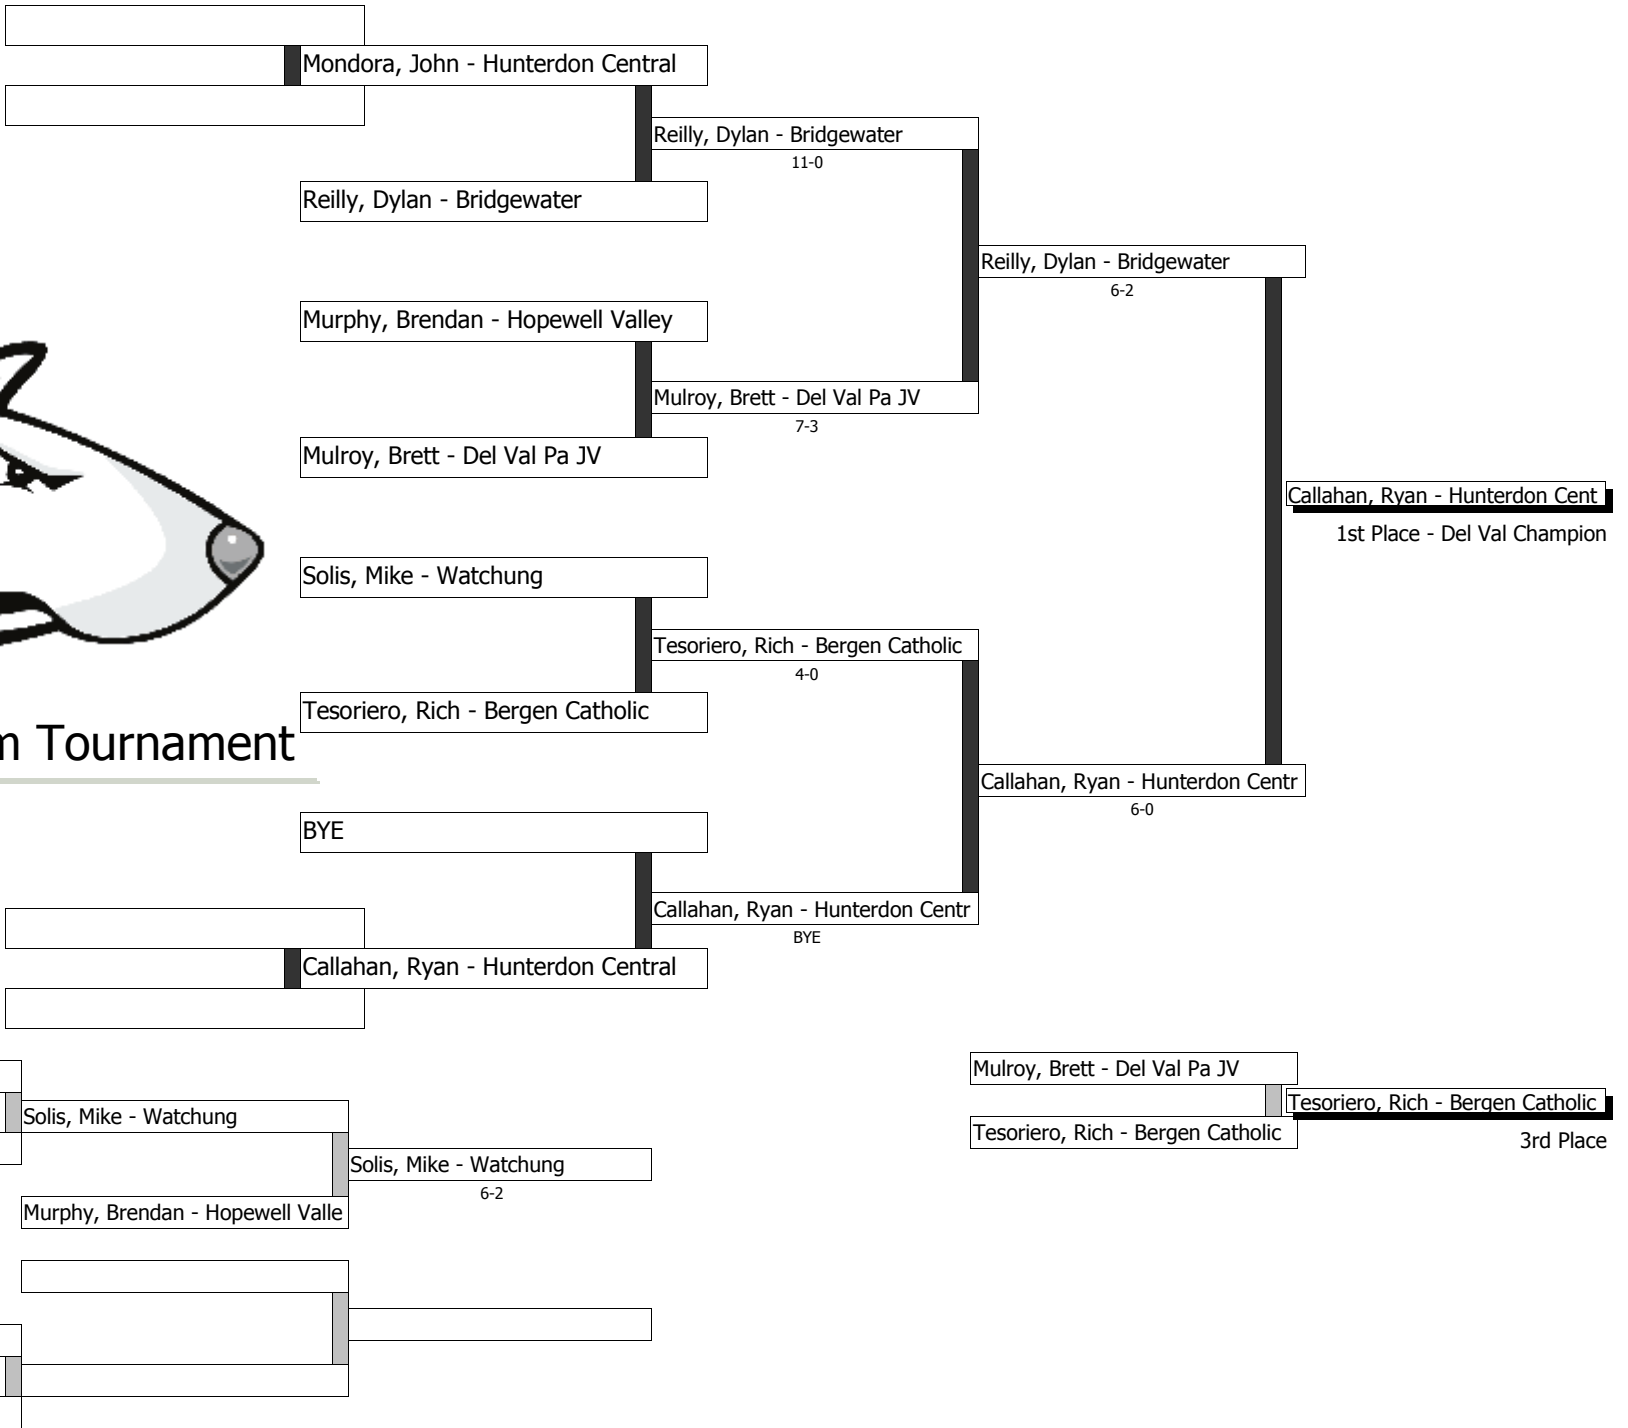 Mondora, John - Hunterdon Central
Reilly, Dylan - Bridgewater
11-0
Reilly, Dylan - Bridgewater
Reilly, Dylan - Bridgewater
6-2
Murphy, Brendan - Hopewell Valley
Mulroy, Brett - Del Val Pa JV
7-3
Mulroy, Brett - Del Val Pa JV
Callahan, Ryan - Hunterdon Cent
1st Place - Del Val Champion
Solis, Mike - Watchung
Tesoriero, Rich - Bergen Catholic
4-0
Tesoriero, Rich - Bergen Catholic
m Tournament
Callahan, Ryan - Hunterdon Centr
6-0
BYE
Callahan, Ryan - Hunterdon Centr
BYE
Callahan, Ryan - Hunterdon Central
Mulroy, Brett - Del Val Pa JV
Tesoriero, Rich - Bergen Catholic
Tesoriero, Rich - Bergen Catholic
3rd Place
Solis, Mike - Watchung
Solis, Mike - Watchung
6-2
Murphy, Brendan - Hopewell Valle